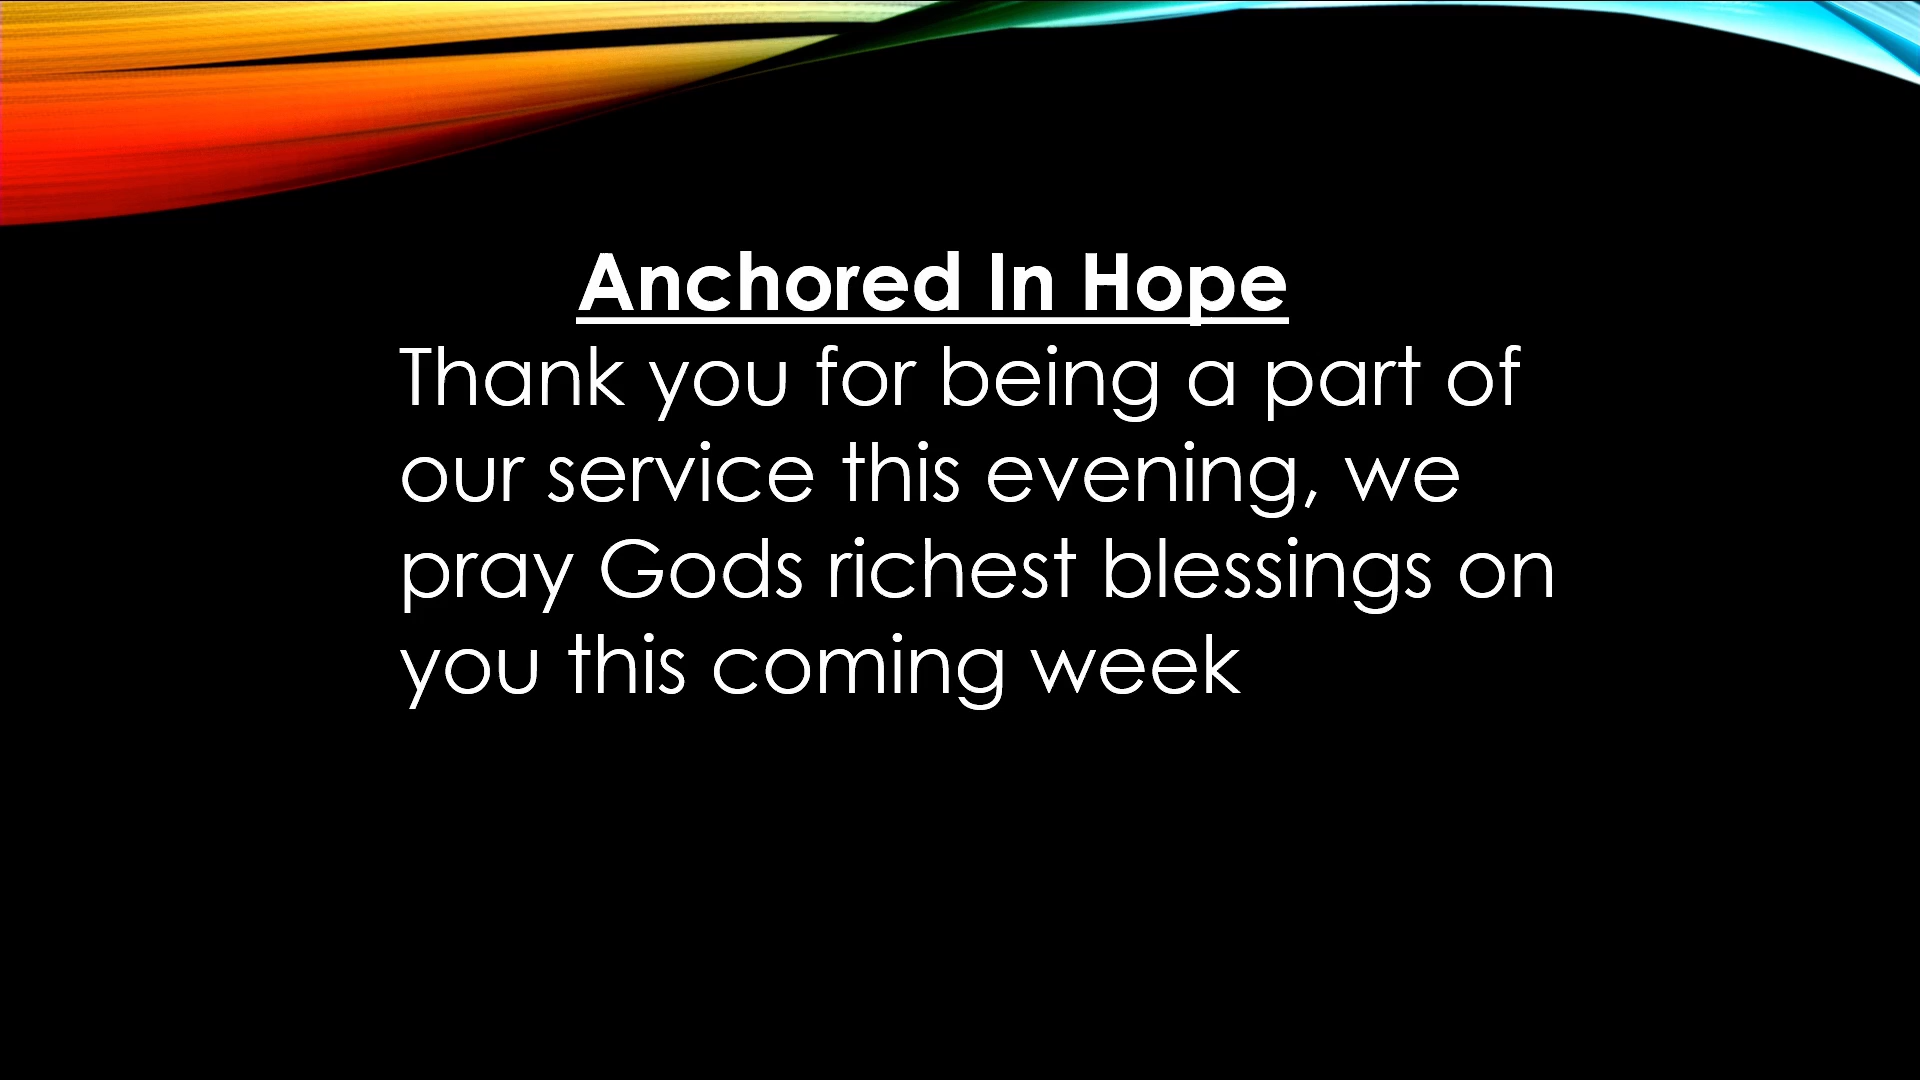 Anchored In Hope
Thank you for being a part of
our service this evening, we
pray Gods richest blessings on
you this coming week